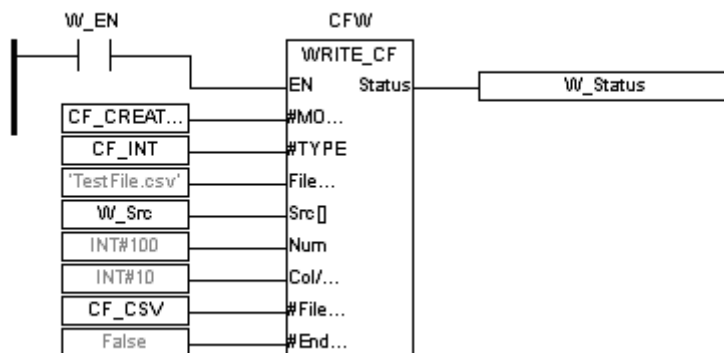 W_EN CFW
WRITE_CF
EN Status W_Status
CF_CREAT... #MO...
CF_INT #TYPE
'TestFile.csv' File...
W_Src Src[]
INT#100 Num
INT#10 Col/...
CF_CSV #File...
False #End...